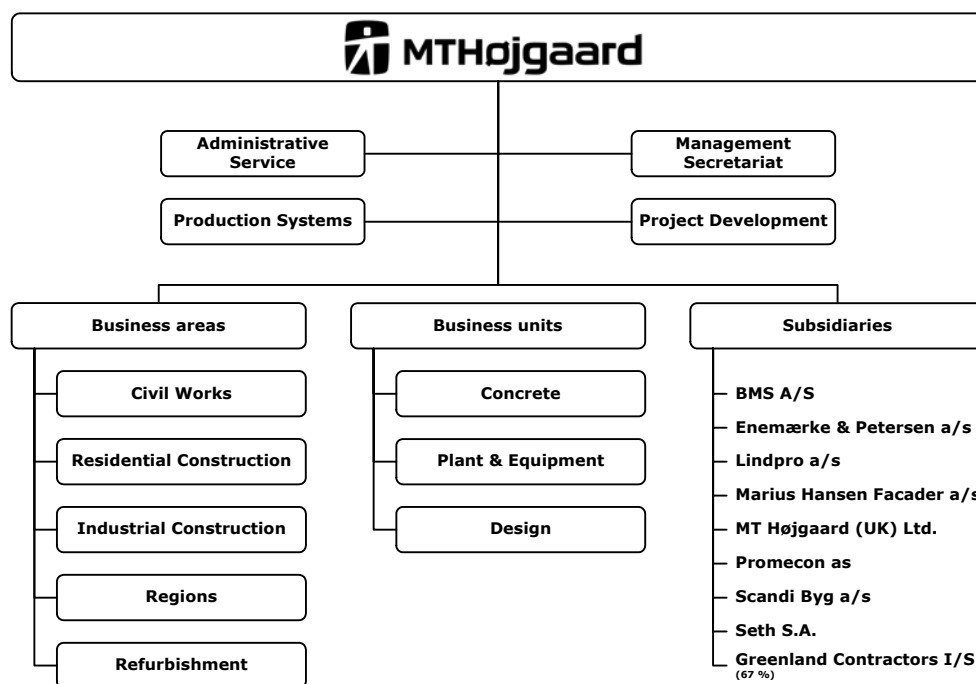 MTHøjgaard
Administrative
Service
Management
Secretariat
Production Systems
Project Development
Business areas
Business units
Subsidiaries
Civil Works
Residential Construction
Industrial Construction
Regions
Refurbishment
Concrete
Plant & Equipment
Design
BMS A/S
Enemærke & Petersen a/s
Lindpro a/s
Marius Hansen Facader a/s
MT Højgaard (UK) Ltd.
Promecon as
Scandi Byg a/s
Seth S.A.
Greenland Contractors I/S
(67 %)